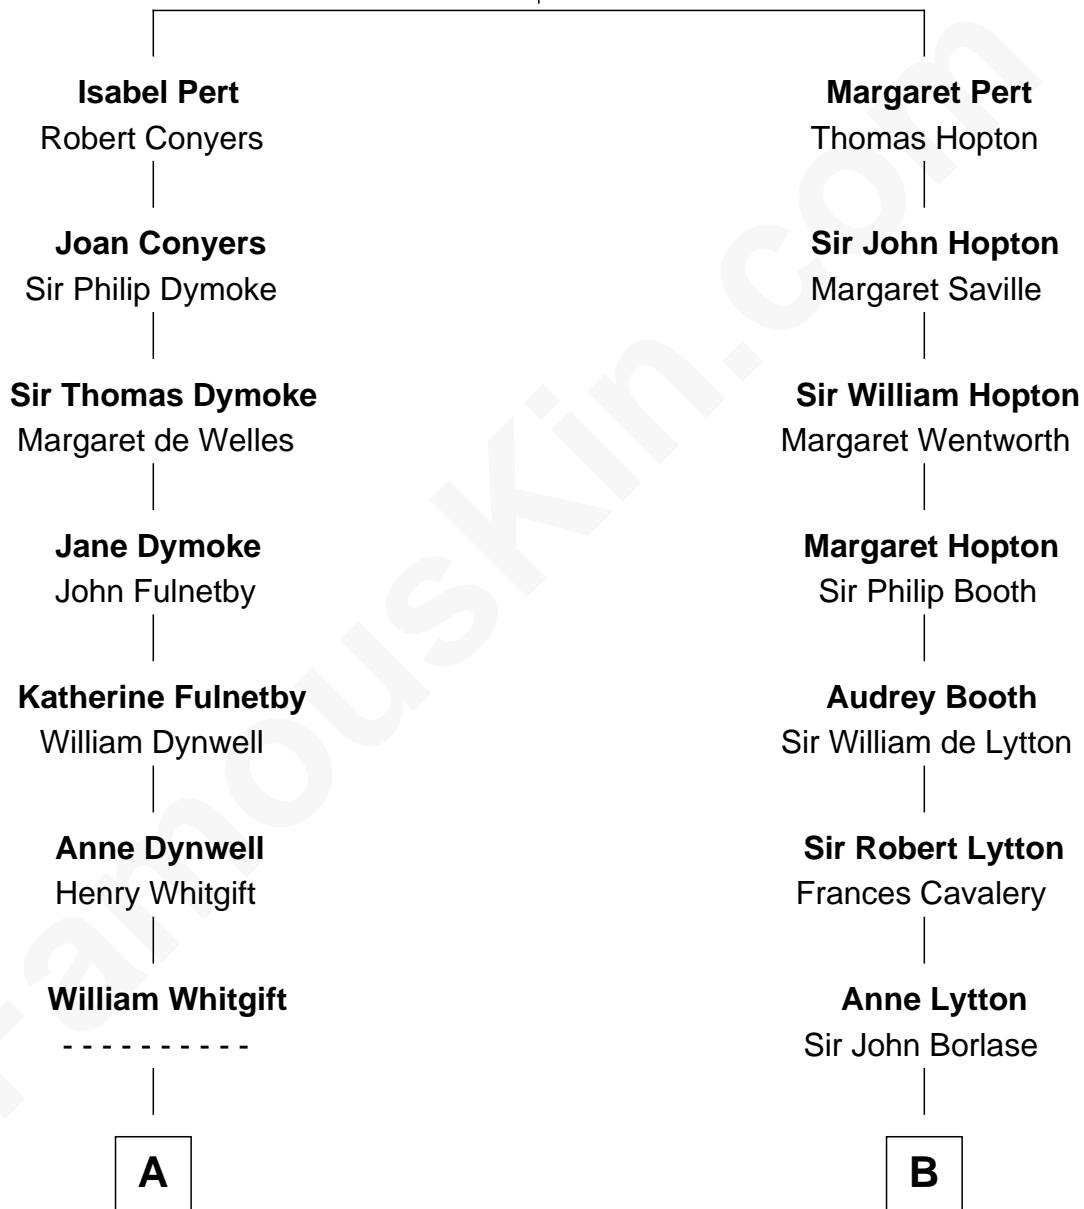 Isabel Pert
Robert Conyers
Joan Conyers
Sir Philip Dymoke
Sir Thomas Dymoke
Margaret de Welles
Jane Dymoke
John Fulnetby
Katherine Fulnetby
William Dynwell
Anne Dynwell
Henry Whitgift
William Whitgift
- - - - - - - - - -
A
Margaret Pert
Thomas Hopton
Sir John Hopton
Margaret Saville
Sir William Hopton
Margaret Wentworth
Margaret Hopton
Sir Philip Booth
Audrey Booth
Sir William de Lytton
Sir Robert Lytton
Frances Cavalery
Anne Lytton
Sir John Borlase
B
FamousKin.com